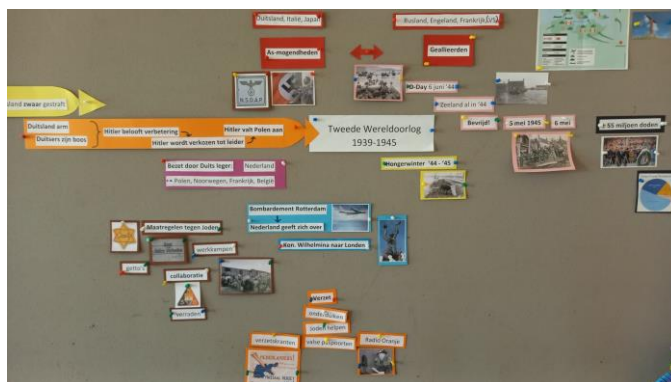 Duitsland, Italië, Japan
Rusland, Engeland, Frankrijk(VS)
As-mogendheden
Geallieerden
N.S.D.A.P.
D-Day 6 juni '44
Zeeland al in '44
zwaar gestraft
Duitsland arm
Duitsers zijn boos
Hitler belooft verbetering
Hitler wordt verkozen tot leider
Hitler valt Polen aan
Tweede Wereldoorlog
1939-1945
Bevrijd!
5 mei 1945
6 mei
± 55 miljoen doden
Bezet door Duits leger:
Nederland
Polen, Noorwegen, Frankrijk, België
Hongerwinter '44 - '45
Bombardement Rotterdam
Nederland geeft zich over
Kon. Wilhelmina naar Londen
Maatregelen tegen Joden
werkkampen
getto's
collaboratie
verraden
Verzet
onderduiken
Joden helpen
verzetskranten
valse paspoorten
Radio Oranje